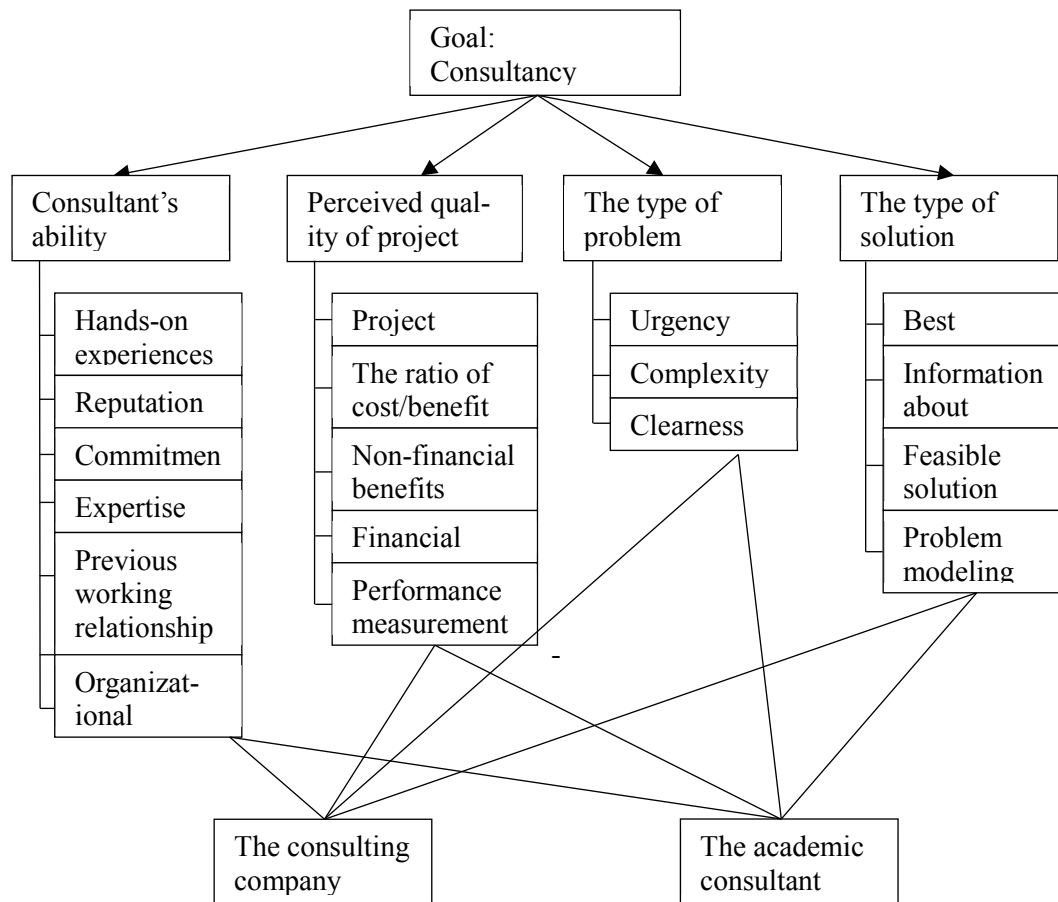 Goal:
Consultancy
Consultant’s
ability
Perceived qual-
ity of project
The type of
problem
The type of
solution
Hands-on
experiences
Reputation
Commitmen
Expertise
Previous
working
relationship
Organizat-
ional
Project
The ratio of
cost/benefit
Non-financial
benefits
Financial
Performance
measurement
Urgency
Complexity
Clearness
Best
Information
about
Feasible
solution
Problem
modeling
-
The consulting
company
The academic
consultant